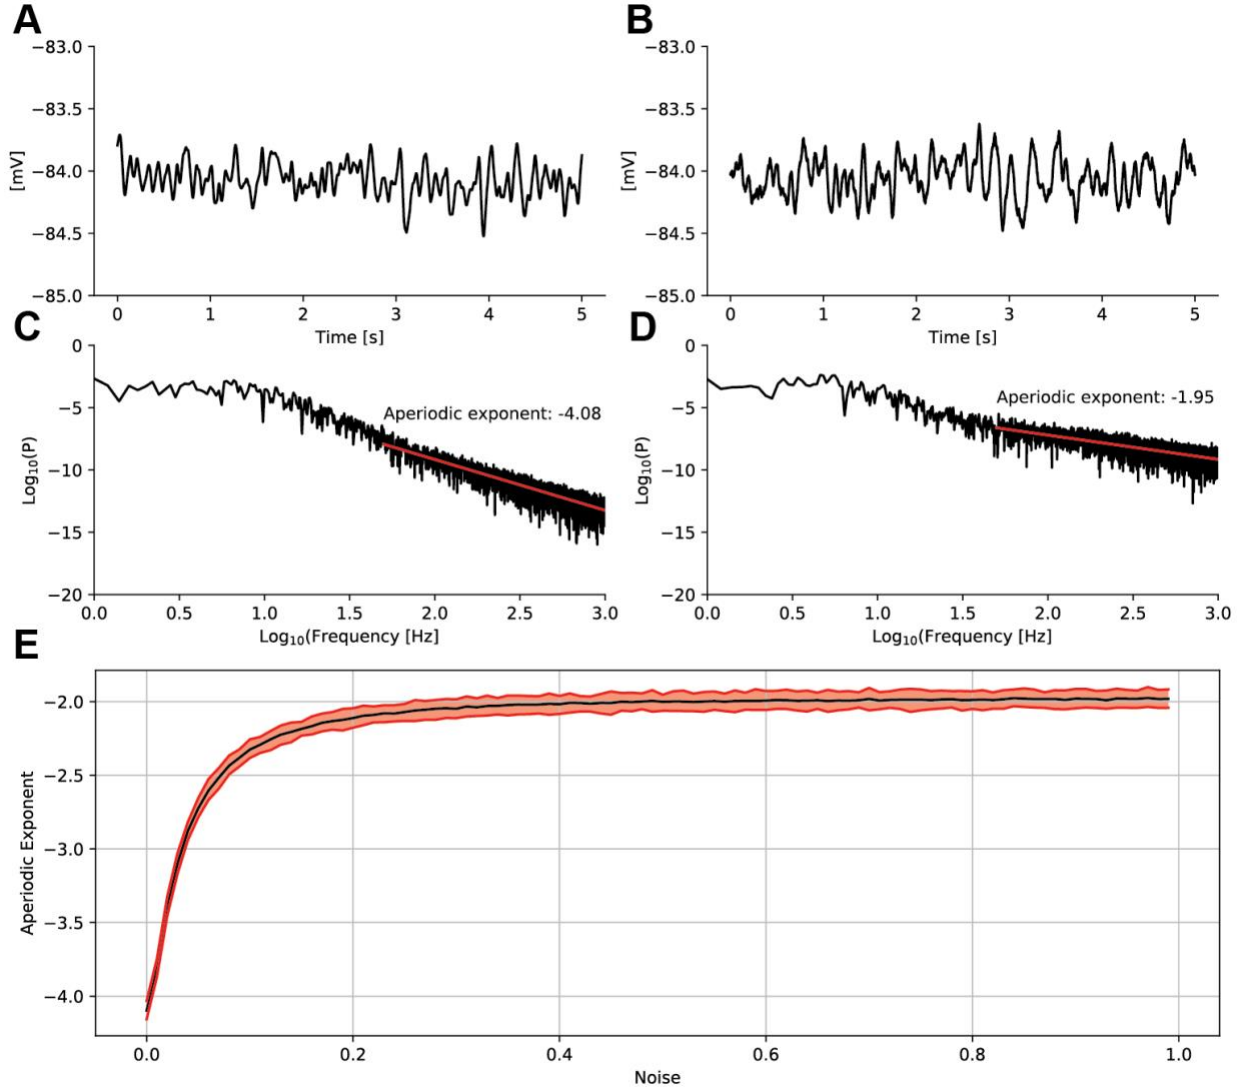 A
−83.0
−83.5
−84.0
−84.5
−85.0
[mV]
0 1 2 3 4 5
Time [s]
B
−83.0
−83.5
−84.0
−84.5
−85.0
[mV]
0 1 2 3 4 5
Time [s]
C
0
−5
−10
−15
−20
Log₁₀(P)
Aperiodic exponent: -4.08
0.0 0.5 1.0 1.5 2.0 2.5 3.0
Log₁₀(Frequency [Hz]
D
0
−5
−10
−15
−20
Log₁₀(P)
Aperiodic exponent: -1.95
0.0 0.5 1.0 1.5 2.0 2.5 3.0
Log₁₀(Frequency [Hz]
E
−2.0
−2.5
−3.0
−3.5
−4.0
Aperiodic Exponent
0.0 0.2 0.4 0.6 0.8 1.0
Noise